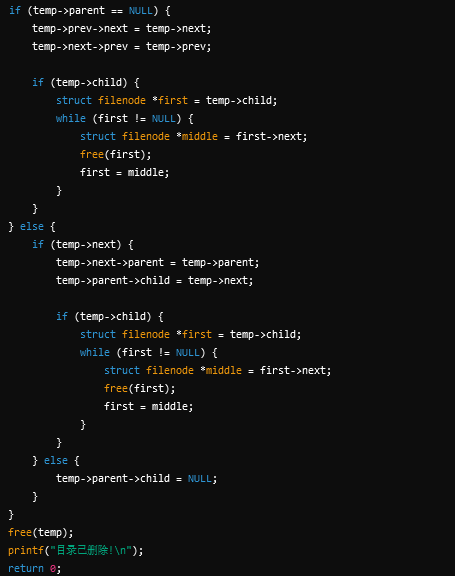 if (temp->parent == NULL) {
    temp->prev->next = temp->next;
    temp->next->prev = temp->prev;

    if (temp->child) {
        struct filenode *first = temp->child;
        while (first != NULL) {
            struct filenode *middle = first->next;
            free(first);
            first = middle;
        }
    }
} else {
    if (temp->next) {
        temp->next->parent = temp->parent;
        temp->parent->child = temp->next;

        if (temp->child) {
            struct filenode *first = temp->child;
            while (first != NULL) {
                struct filenode *middle = first->next;
                free(first);
                first = middle;
            }
        }
    } else {
        temp->parent->child = NULL;
    }
}
free(temp);
printf("目录已删除!\n");
return 0;